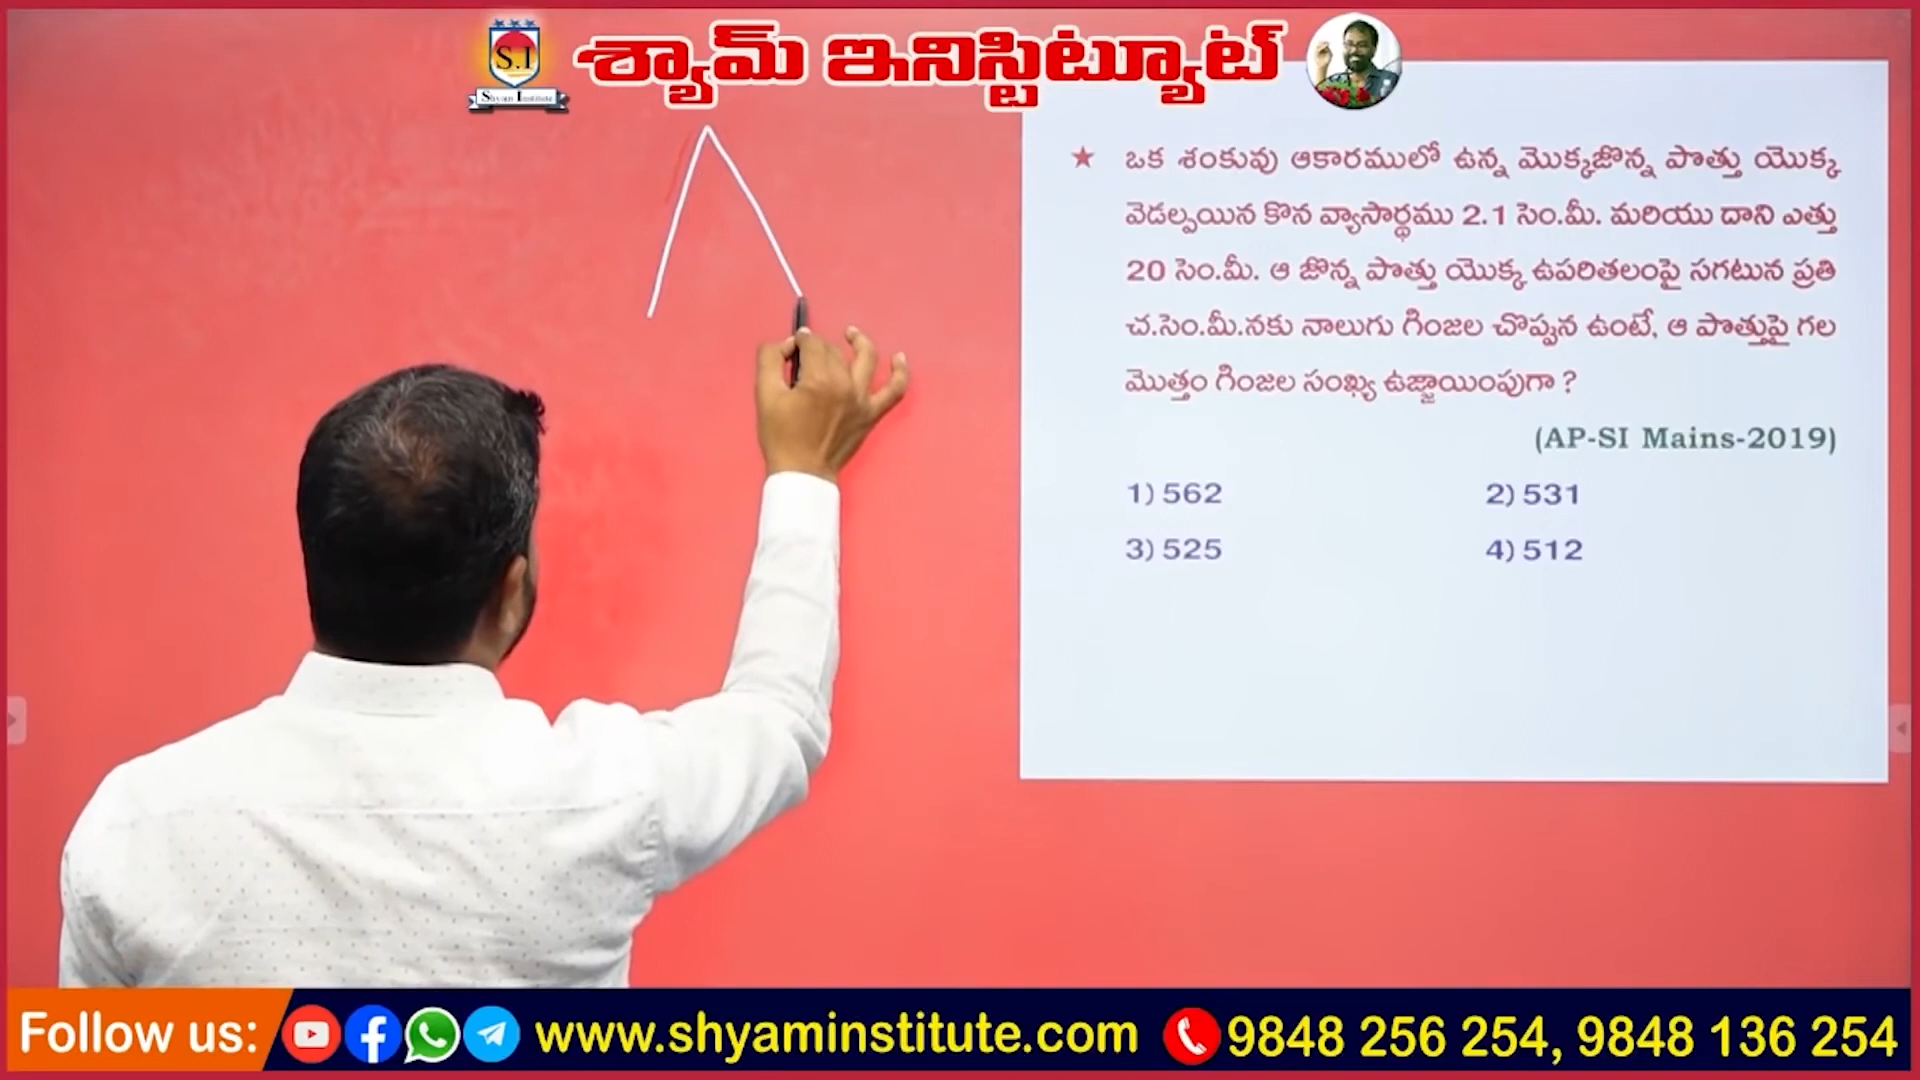 S.I
Shyam Institute
శ్యామ్ ఇనిస్టిట్యూట్
★ ఒక శంకువు ఆకారములో ఉన్న మొక్కజొన్న పొత్తు యొక్క
వెడల్పయిన కొన వ్యాసార్థము 2.1 సెం.మీ. మరియు దాని ఎత్తు
20 సెం.మీ. ఆ జొన్న పొత్తు యొక్క ఉపరితలంపై సగటున ప్రతి
చ.సెం.మీ.నకు నాలుగు గింజల చొప్పున ఉంటే, ఆ పొత్తుపై గల
మొత్తం గింజల సంఖ్య ఉజ్జాయింపుగా ?
(AP-SI Mains-2019)
1) 562 2) 531
3) 525 4) 512
Follow us: www.shyaminstitute.com 9848 256 254, 9848 136 254